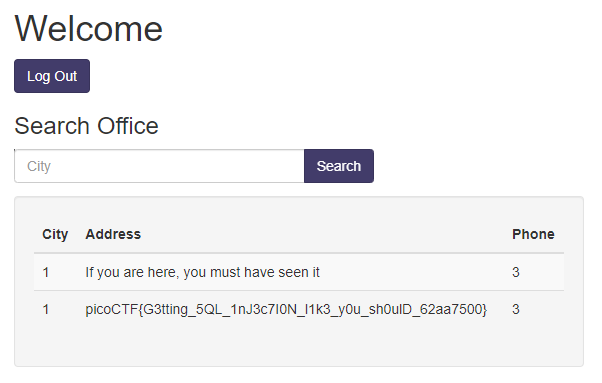 Welcome
Log Out
Search Office
City Search
City Address Phone
1 If you are here, you must have seen it 3
1 picoCTF{G3tting_5QL_1nJ3c7I0N_l1k3_y0u_sh0ulD_62aa7500} 3